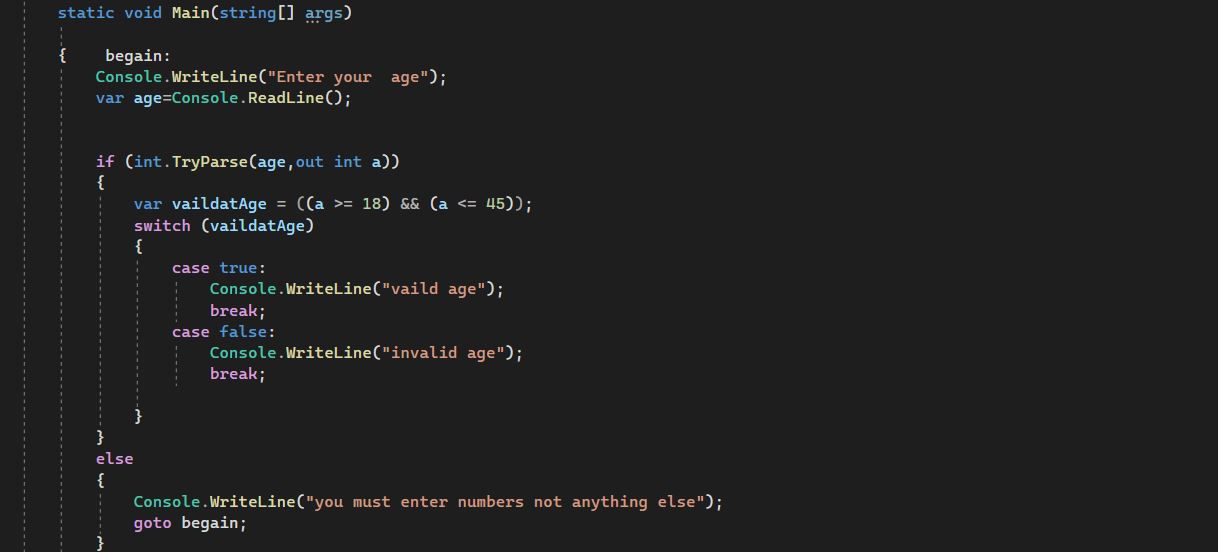 static void Main(string[] args)
{    begain:
Console.WriteLine("Enter your  age");
var age=Console.ReadLine();
if (int.TryParse(age,out int a))
{
var vaildatAge = ((a >= 18) && (a <= 45));
switch (vaildatAge)
{
case true:
Console.WriteLine("vaild age");
break;
case false:
Console.WriteLine("invalid age");
break;
}
}
else
{
Console.WriteLine("you must enter numbers not anything else");
goto begain;
}